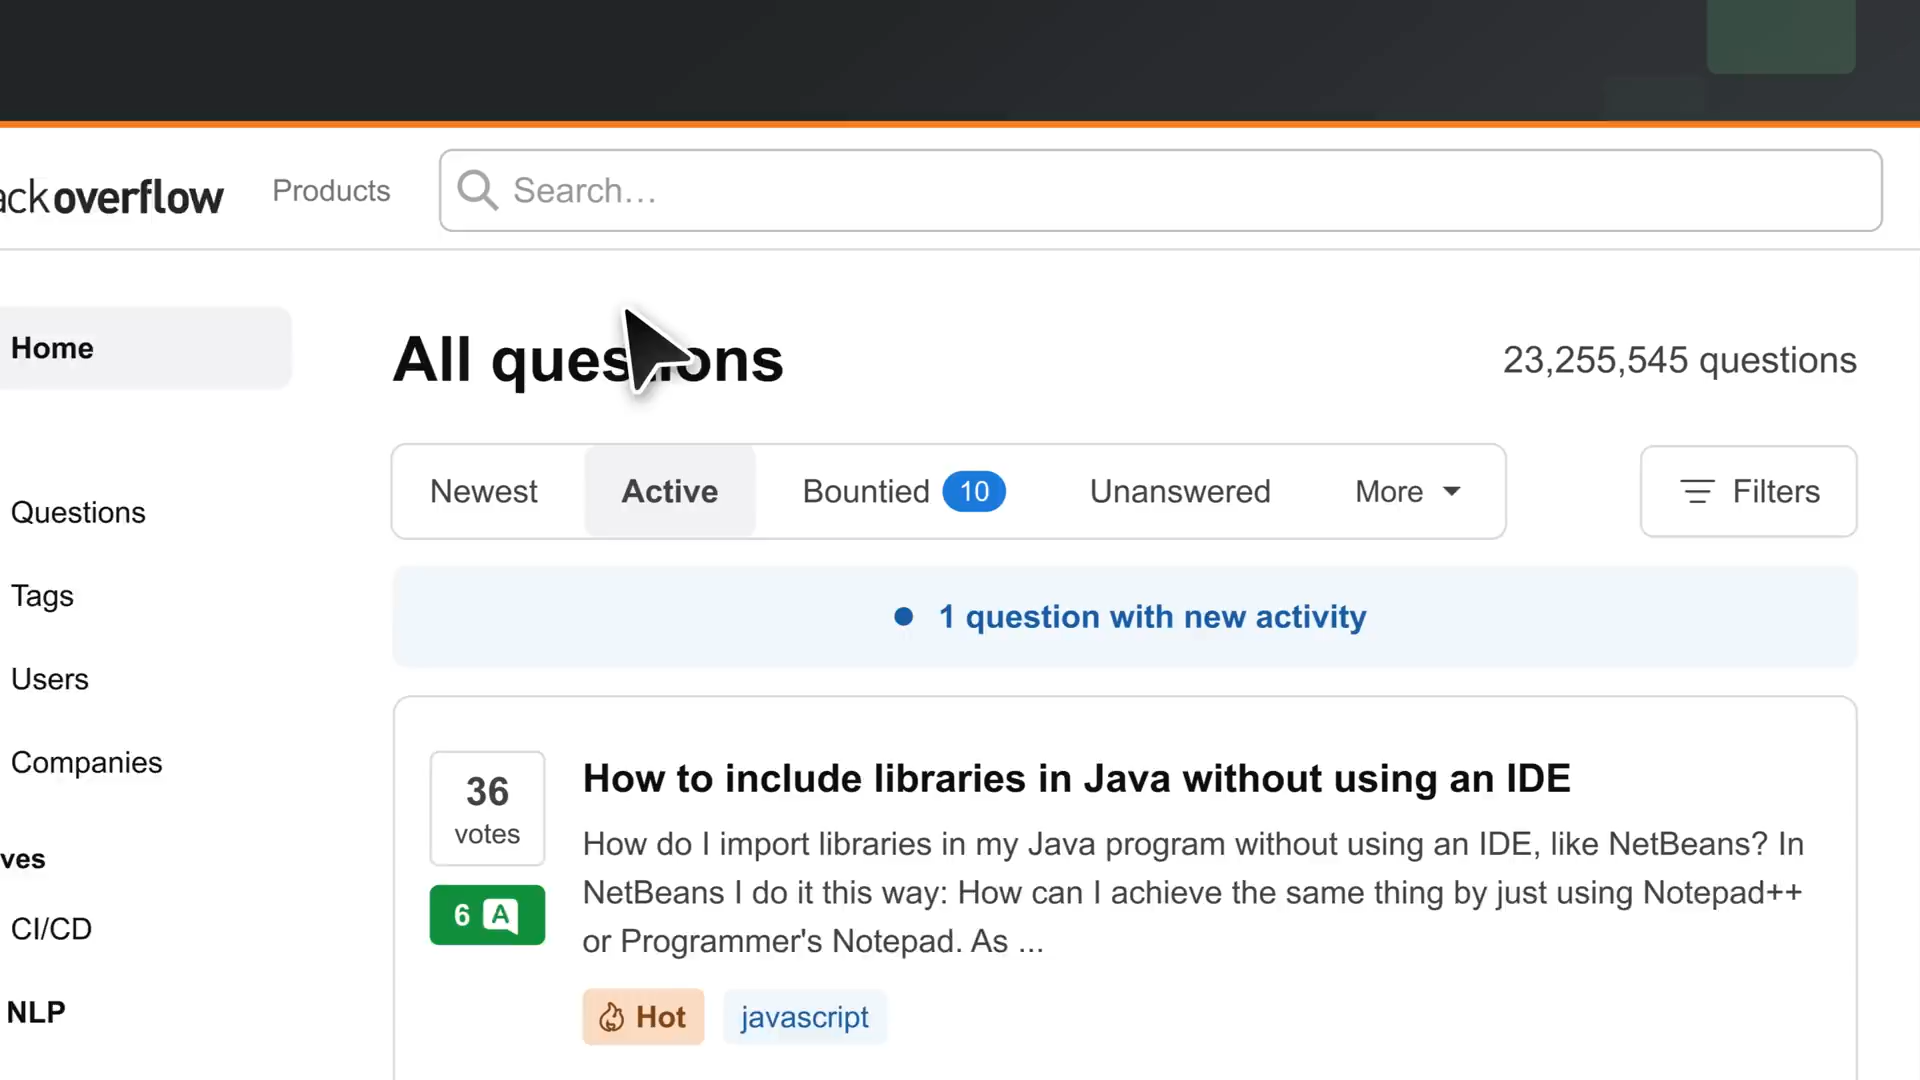 ackoverflow
Products
Search...
Home
All questions
23,255,545 questions
Newest
Active
Bountied 10
Unanswered
More
Filters
Questions
1 question with new activity
Tags
Users
Companies
36
votes
How to include libraries in Java without using an IDE
How do I import libraries in my Java program without using an IDE, like NetBeans? In
NetBeans I do it this way: How can I achieve the same thing by just using Notepad++
or Programmer's Notepad. As ...
6 A
ves
CI/CD
NLP
Hot
javascript